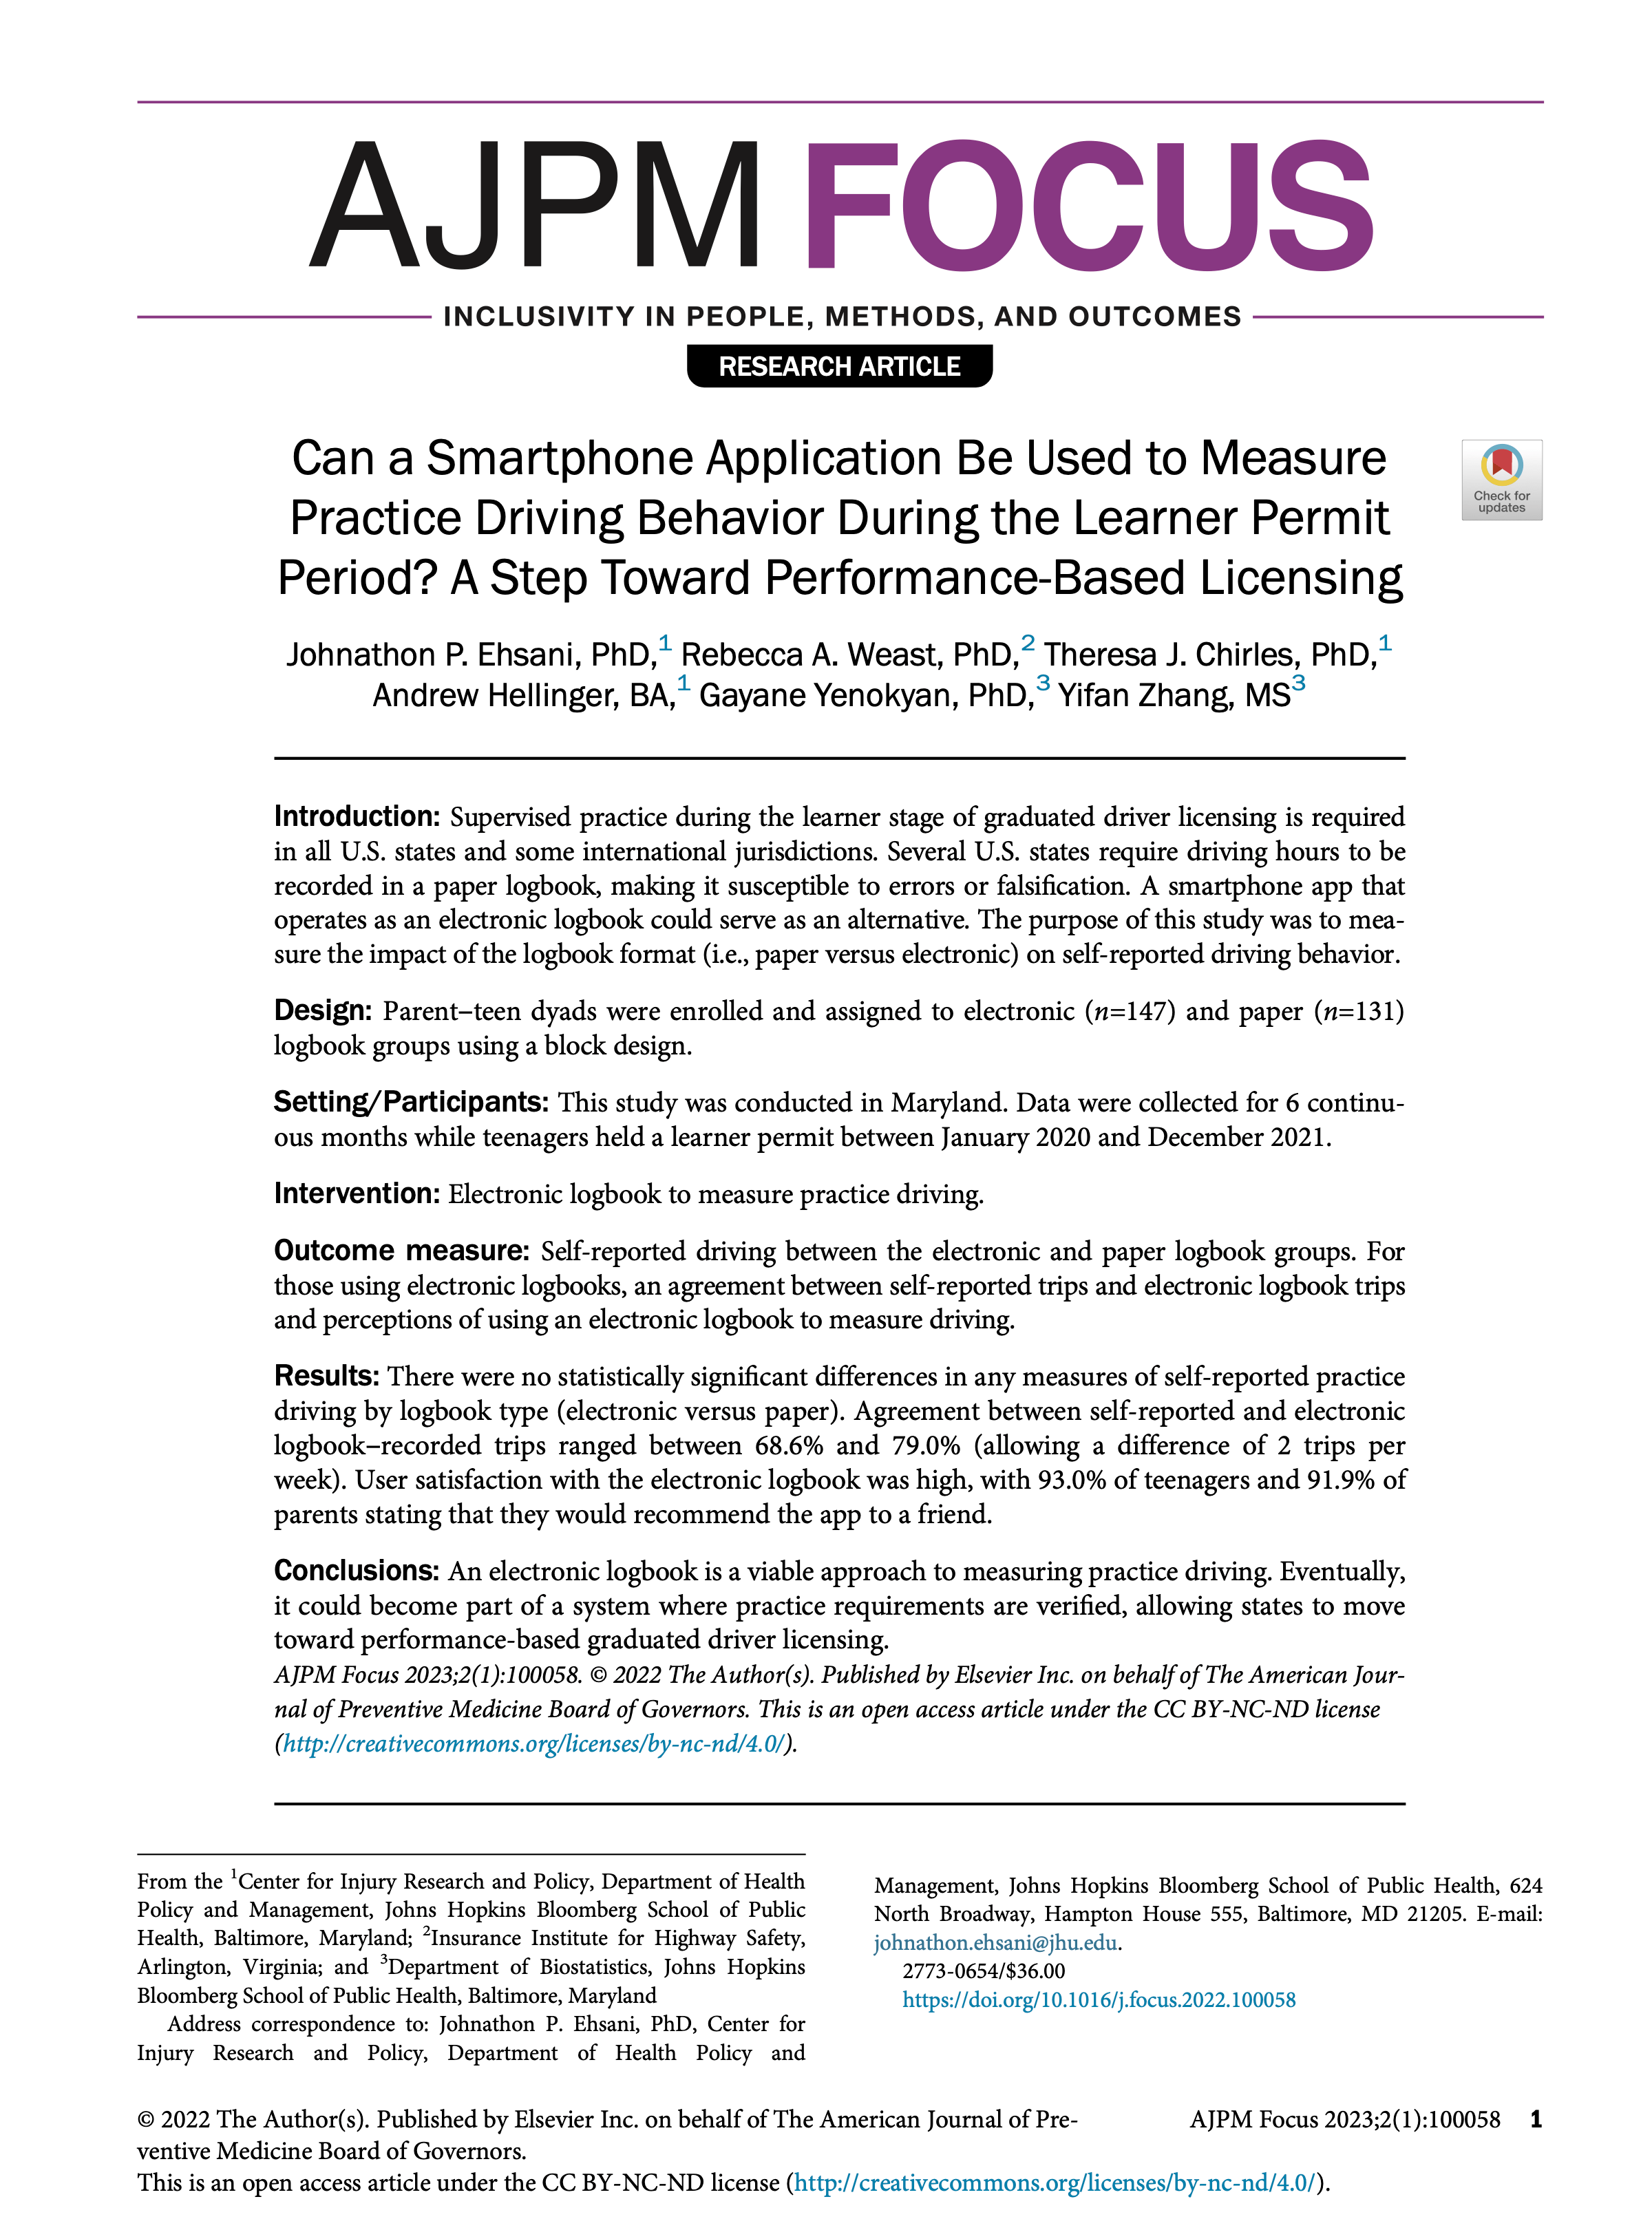 AJPM FOCUS
INCLUSIVITY IN PEOPLE, METHODS, AND OUTCOMES
RESEARCH ARTICLE
Can a Smartphone Application Be Used to Measure
Practice Driving Behavior During the Learner Permit
Period? A Step Toward Performance-Based Licensing
Check for
updates
Johnathon P. Ehsani, PhD,1 Rebecca A. Weast, PhD,2 Theresa J. Chirles, PhD,1
Andrew Hellinger, BA,1 Gayane Yenokyan, PhD,3 Yifan Zhang, MS3
Introduction: Supervised practice during the learner stage of graduated driver licensing is required
in all U.S. states and some international jurisdictions. Several U.S. states require driving hours to be
recorded in a paper logbook, making it susceptible to errors or falsification. A smartphone app that
operates as an electronic logbook could serve as an alternative. The purpose of this study was to mea-
sure the impact of the logbook format (i.e., paper versus electronic) on self-reported driving behavior.
Design: Parent–teen dyads were enrolled and assigned to electronic (n=147) and paper (n=131)
logbook groups using a block design.
Setting/Participants: This study was conducted in Maryland. Data were collected for 6 continu-
ous months while teenagers held a learner permit between January 2020 and December 2021.
Intervention: Electronic logbook to measure practice driving.
Outcome measure: Self-reported driving between the electronic and paper logbook groups. For
those using electronic logbooks, an agreement between self-reported trips and electronic logbook trips
and perceptions of using an electronic logbook to measure driving.
Results: There were no statistically significant differences in any measures of self-reported practice
driving by logbook type (electronic versus paper). Agreement between self-reported and electronic
logbook–recorded trips ranged between 68.6% and 79.0% (allowing a difference of 2 trips per
week). User satisfaction with the electronic logbook was high, with 93.0% of teenagers and 91.9% of
parents stating that they would recommend the app to a friend.
Conclusions: An electronic logbook is a viable approach to measuring practice driving. Eventually,
it could become part of a system where practice requirements are verified, allowing states to move
toward performance-based graduated driver licensing.
AJPM Focus 2023;2(1):100058. © 2022 The Author(s). Published by Elsevier Inc. on behalf of The American Jour-
nal of Preventive Medicine Board of Governors. This is an open access article under the CC BY-NC-ND license
(http://creativecommons.org/licenses/by-nc-nd/4.0/).
From the 1Center for Injury Research and Policy, Department of Health
Policy and Management, Johns Hopkins Bloomberg School of Public
Health, Baltimore, Maryland; 2Insurance Institute for Highway Safety,
Arlington, Virginia; and 3Department of Biostatistics, Johns Hopkins
Bloomberg School of Public Health, Baltimore, Maryland
Address correspondence to: Johnathon P. Ehsani, PhD, Center for
Injury Research and Policy, Department of Health Policy and
Management, Johns Hopkins Bloomberg School of Public Health, 624
North Broadway, Hampton House 555, Baltimore, MD 21205. E-mail:
johnathon.ehsani@jhu.edu.
2773-0654/$36.00
https://doi.org/10.1016/j.focus.2022.100058
© 2022 The Author(s). Published by Elsevier Inc. on behalf of The American Journal of Pre-
ventive Medicine Board of Governors.
This is an open access article under the CC BY-NC-ND license (http://creativecommons.org/licenses/by-nc-nd/4.0/).
AJPM Focus 2023;2(1):100058 1